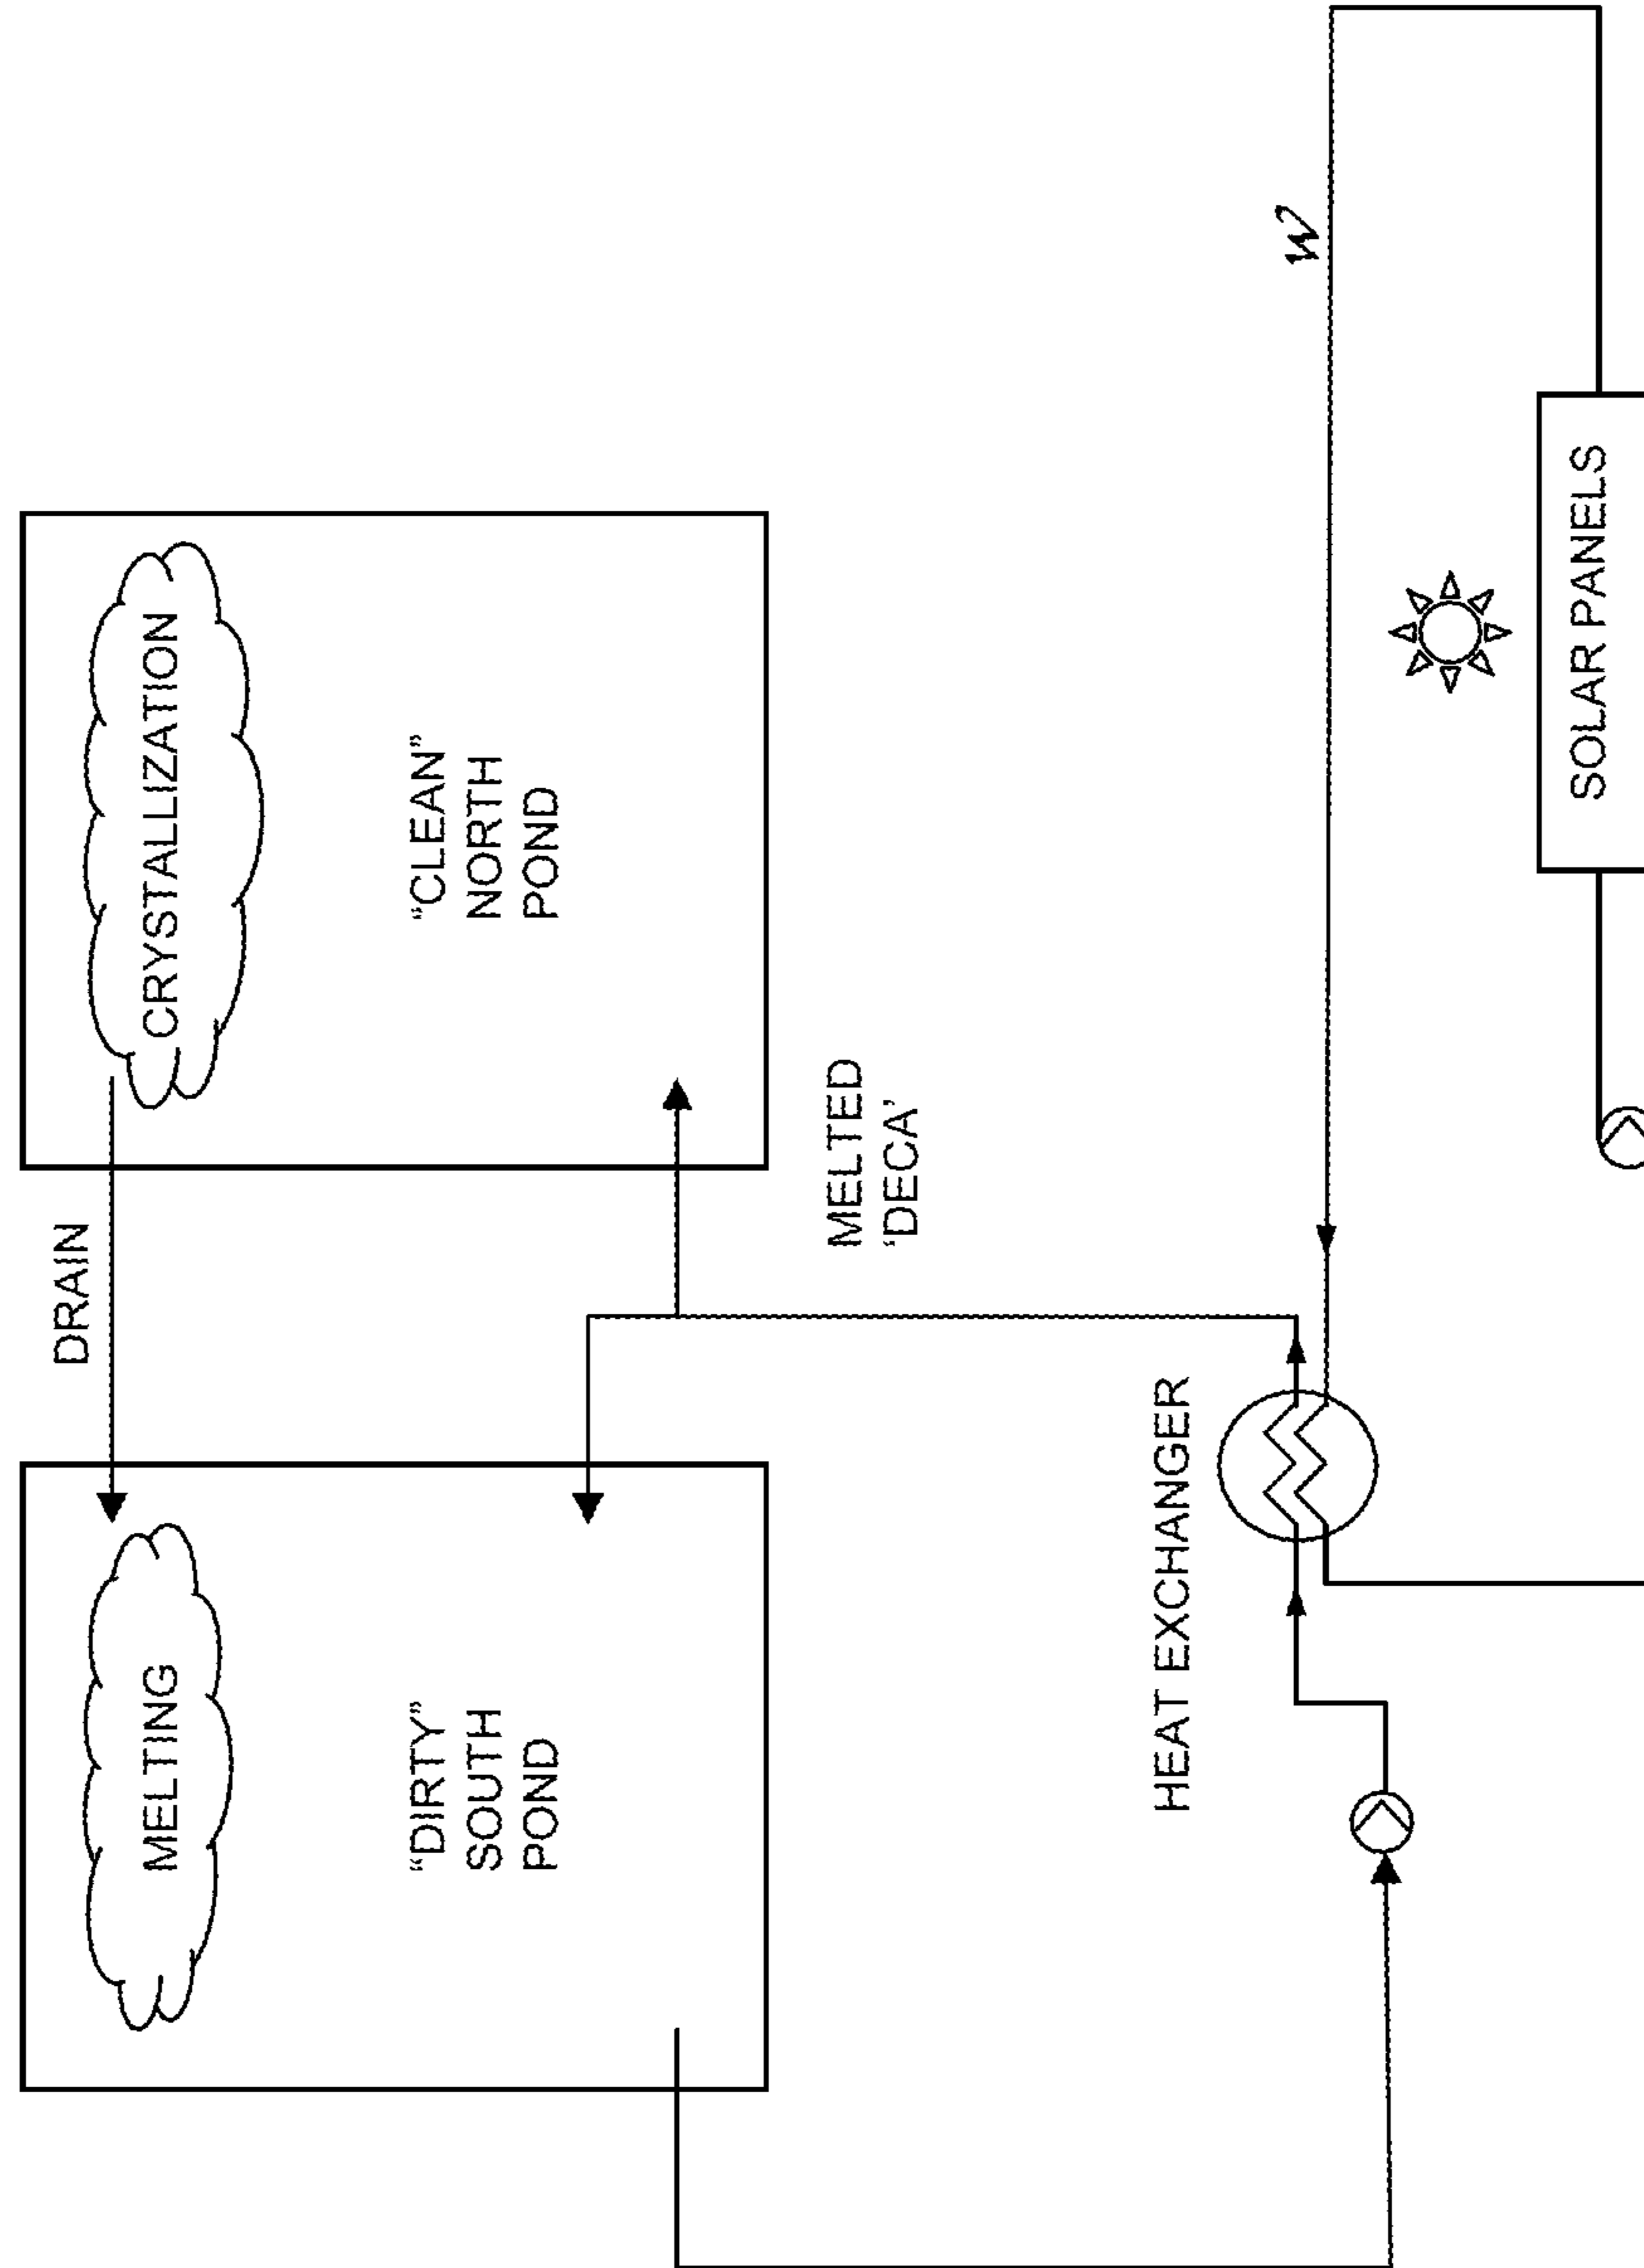 DRAIN
MELTING
CRYSTALLIZATION
“DIRTY”
SOUTH
POND
“CLEAN”
NORTH
POND
MELTED
‘DECA’
HEAT EXCHANGER
W
SOLAR PANELS